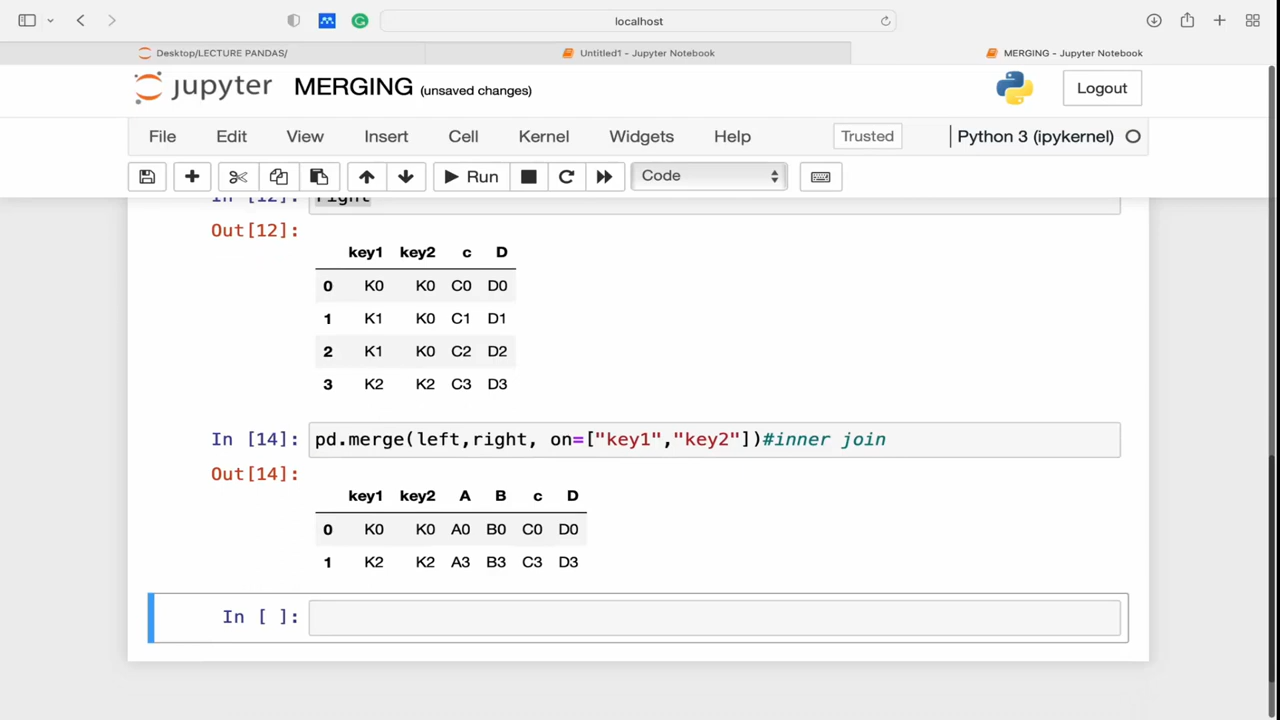 localhost
Desktop/LECTURE PANDAS/ Untitled1 - Jupyter Notebook MERGING - Jupyter Notebook
jupyter MERGING (unsaved changes) Logout
File Edit View Insert Cell Kernel Widgets Help Trusted Python 3 (ipykernel)
Run Code
In [12]: right
Out[12]:
key1 key2 c D
0 K0 K0 C0 D0
1 K1 K0 C1 D1
2 K1 K0 C2 D2
3 K2 K2 C3 D3
In [14]: pd.merge(left,right, on=["key1","key2"])#inner join
Out[14]:
key1 key2 A B c D
0 K0 K0 A0 B0 C0 D0
1 K2 K2 A3 B3 C3 D3
In [ ]: